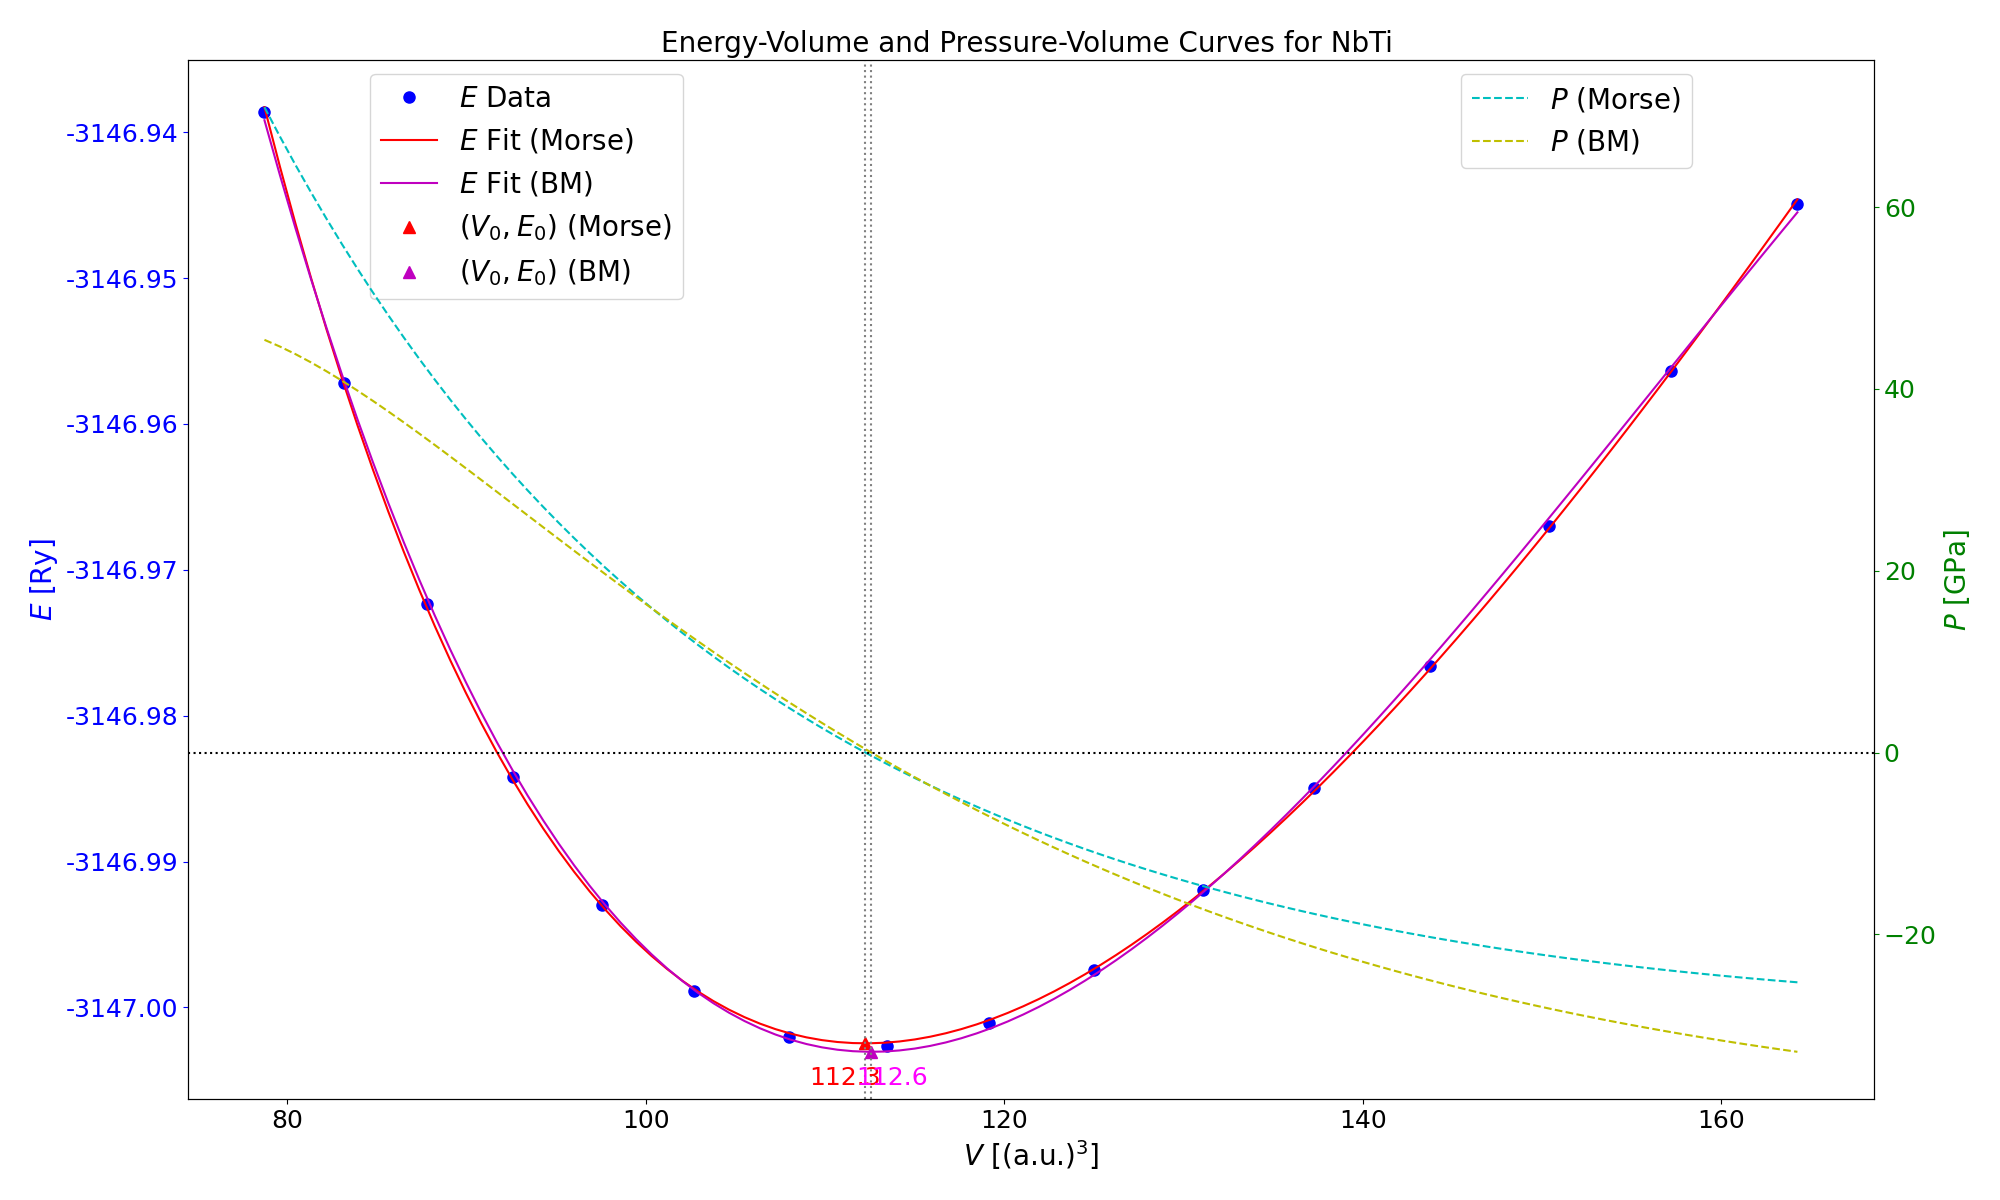 Energy-Volume and Pressure-Volume Curves for NbTi
E Data
E Fit (Morse)
E Fit (BM)
(V₀, E₀) (Morse)
(V₀, E₀) (BM)
P (Morse)
P (BM)
-3146.94
-3146.95
-3146.96
-3146.97
-3146.98
-3146.99
-3147.00
E [Ry]
60
40
20
0
−20
P [GPa]
112.3
112.6
80
100
120
140
160
V [(a.u.)³]